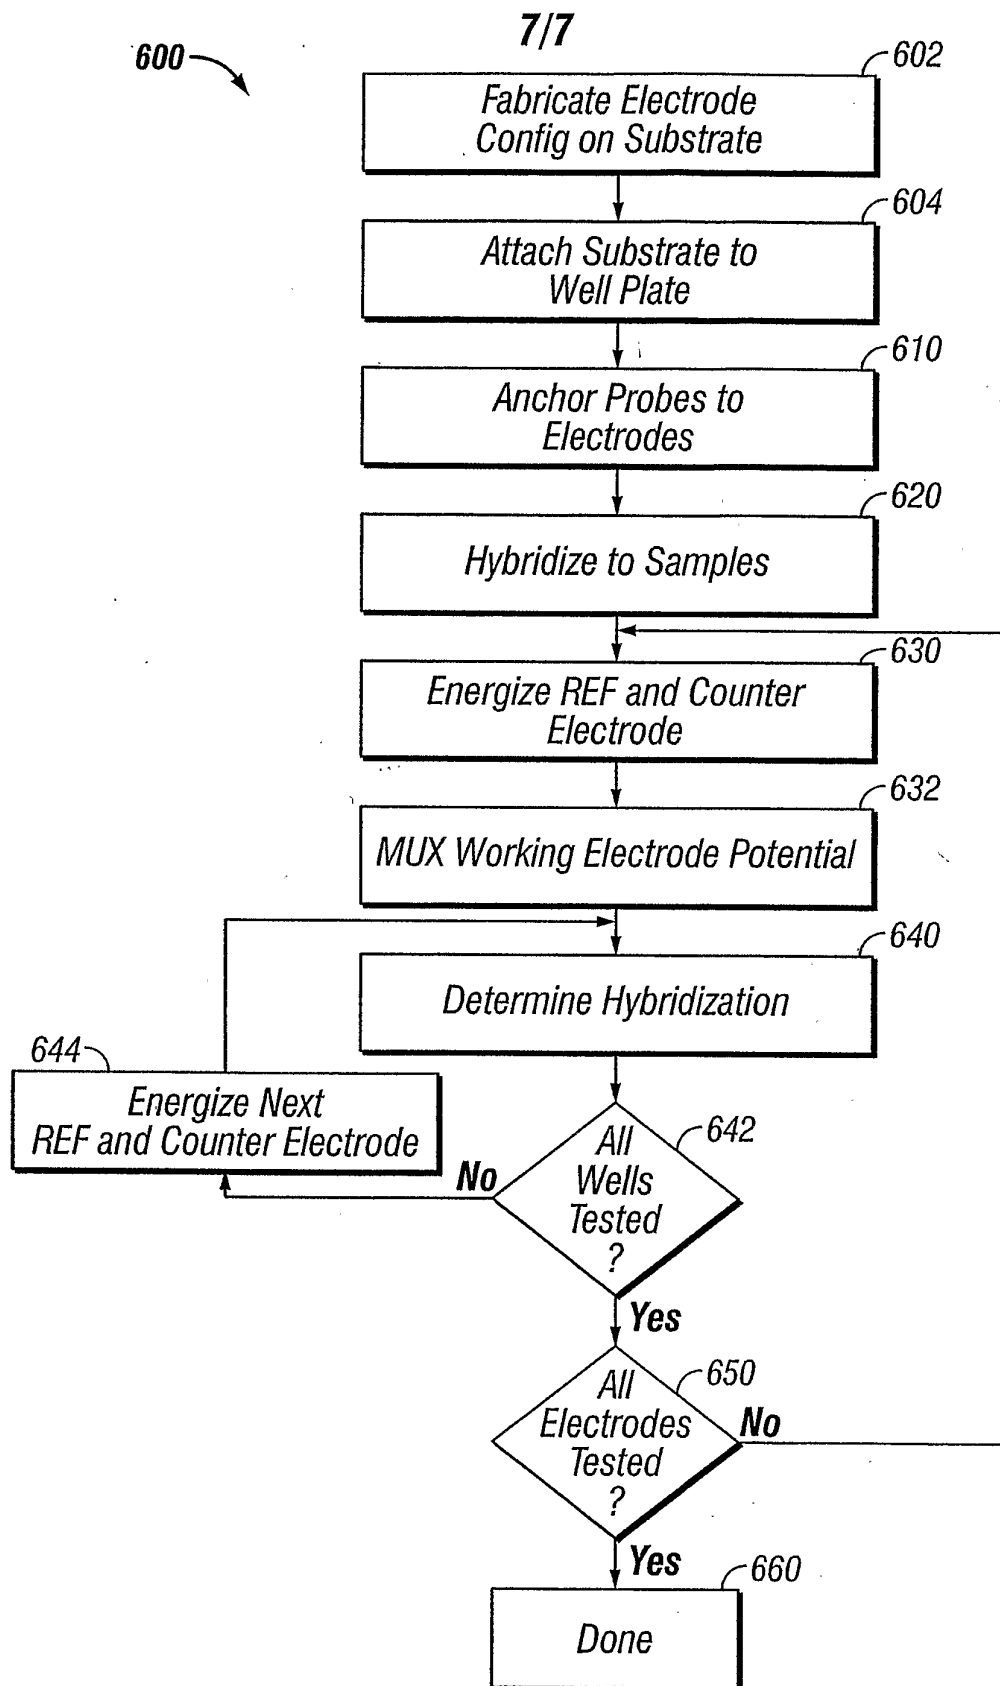 7/7
600
602
Fabricate Electrode
Config on Substrate
604
Attach Substrate to
Well Plate
610
Anchor Probes to
Electrodes
620
Hybridize to Samples
630
Energize REF and Counter
Electrode
632
MUX Working Electrode Potential
640
Determine Hybridization
644
Energize Next
REF and Counter Electrode
642
All
Wells
Tested
?
No
Yes
650
All
Electrodes
Tested
?
No
Yes
660
Done